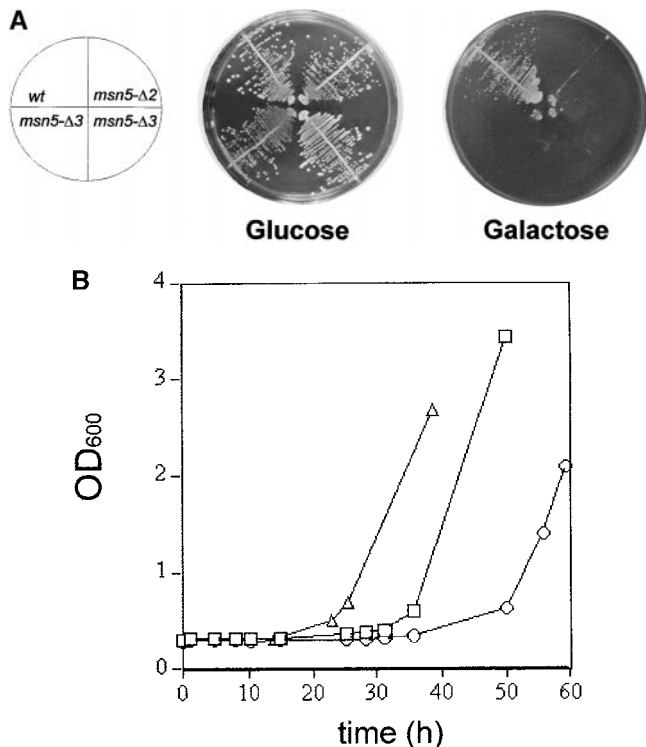 A
wt msn5-Δ2
msn5-Δ3 msn5-Δ3
Glucose Galactose
B
4
3
2
1
0
OD600
0 10 20 30 40 50 60
time (h)